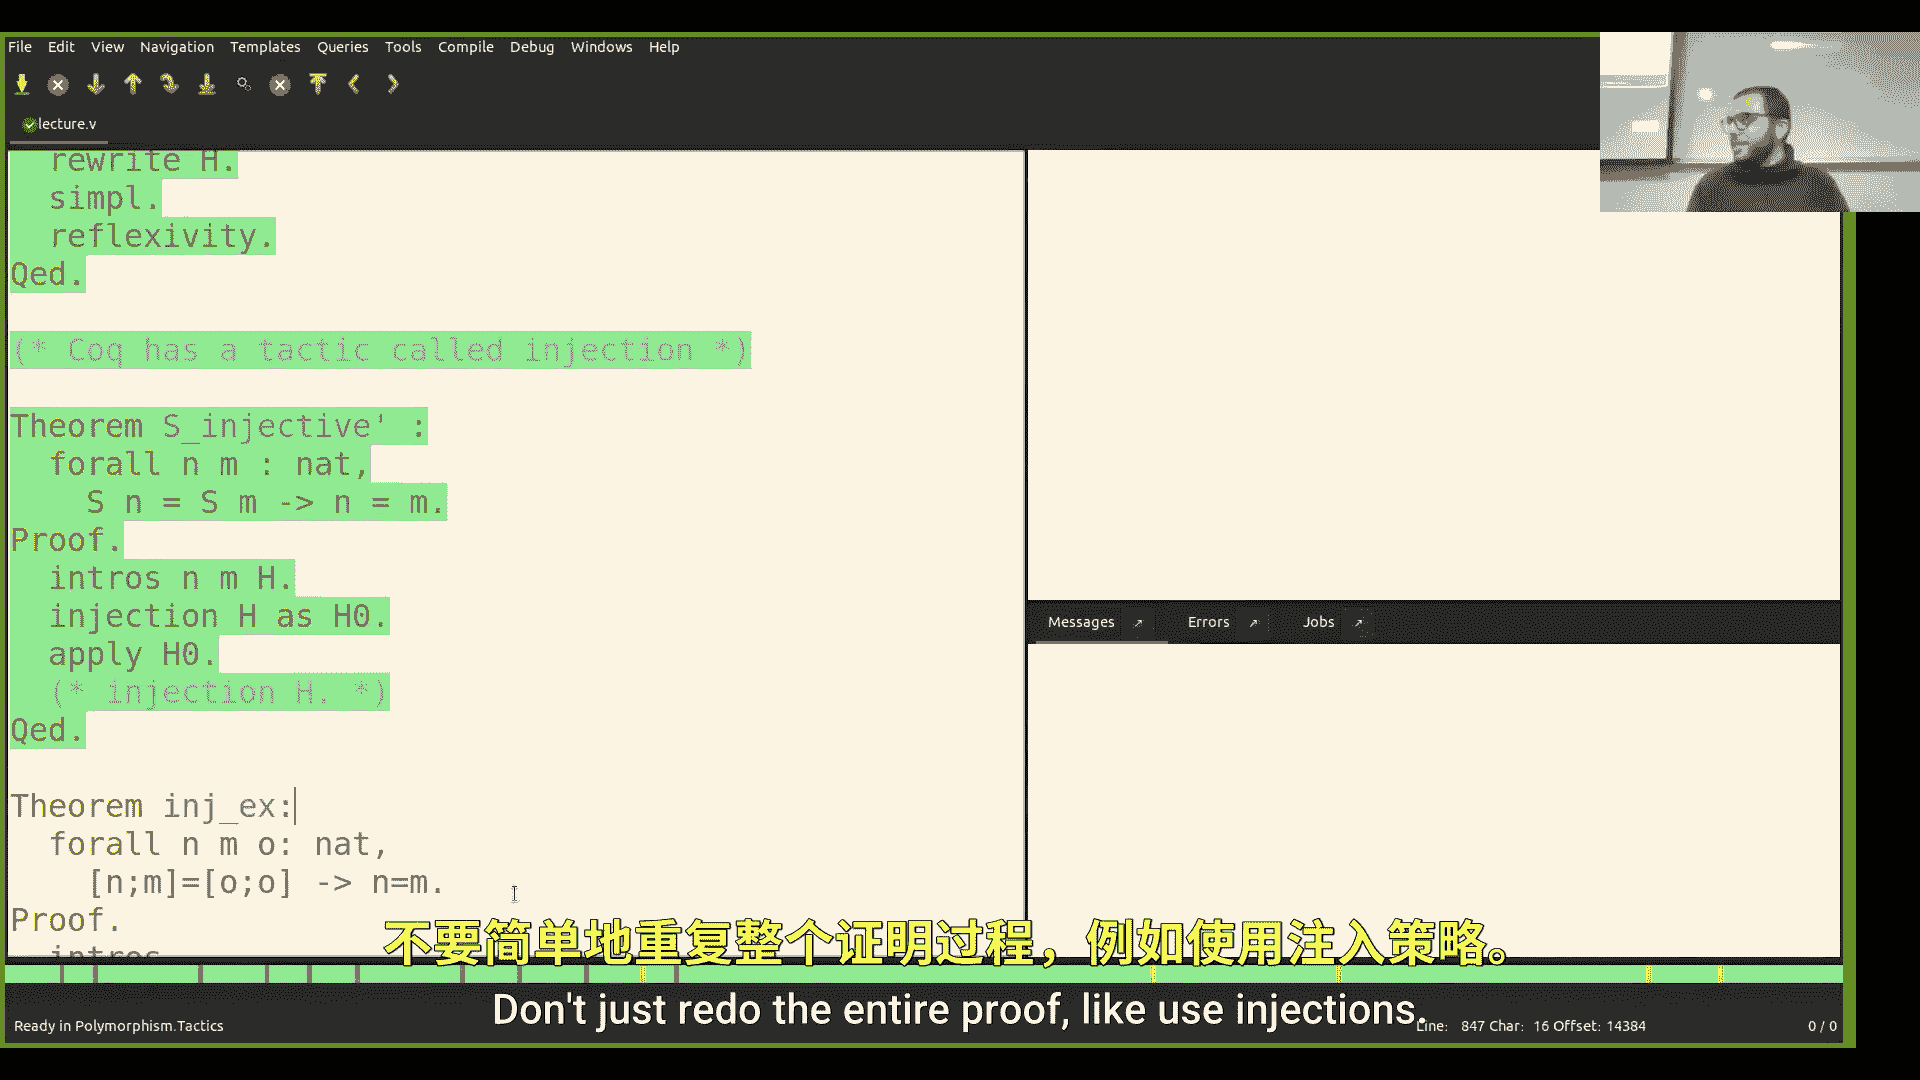 File Edit View Navigation Templates Queries Tools Compile Debug Windows Help
lecture.v
rewrite H.
simpl.
reflexivity.
Qed.
(* Coq has a tactic called injection *)
Theorem S_injective' :
forall n m : nat,
S n = S m -> n = m.
Proof.
intros n m H.
injection H as H0.
apply H0.
(* injection H. *)
Qed.
Theorem inj_ex:
forall n m o: nat,
[n;m]=[o;o] -> n=m.
Proof.
intros
Messages Errors Jobs
不要简单地重复整个证明过程，例如使用注入策略。
Don't just redo the entire proof, like use injections.
Ready in Polymorphism.Tactics
Line: 847 Char: 16 Offset: 14384
0 / 0